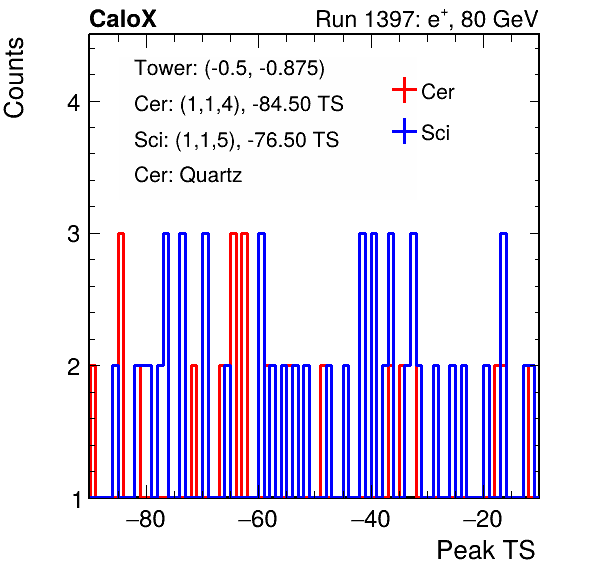 CaloX Run 1397: e⁺, 80 GeV
Counts
Tower: (-0.5, -0.875)
Cer: (1,1,4), -84.50 TS
Sci: (1,1,5), -76.50 TS
Cer: Quartz
Cer
Sci
4
3
2
1
−80 −60 −40 −20
Peak TS